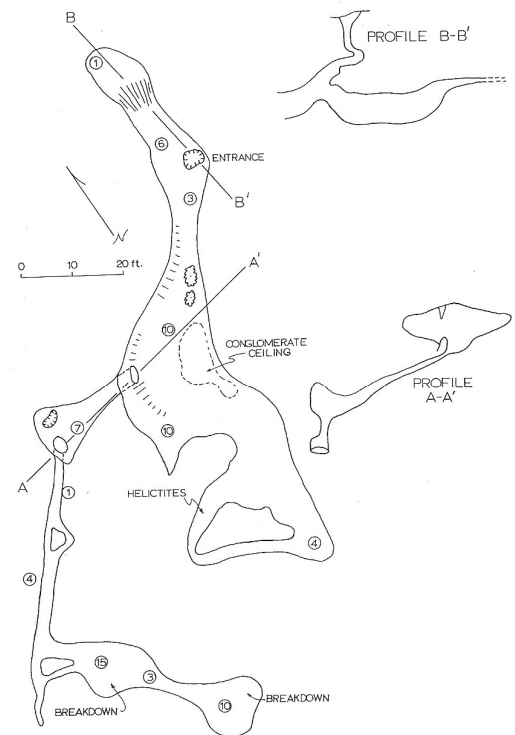 B
PROFILE B-B'
1
6
ENTRANCE
3
B'
N
0 10 20 ft.
A'
10
CONGLOMERATE
CEILING
PROFILE
A-A'
7
10
A
1
HELICTITES
4
4
15
3
10
BREAKDOWN
BREAKDOWN